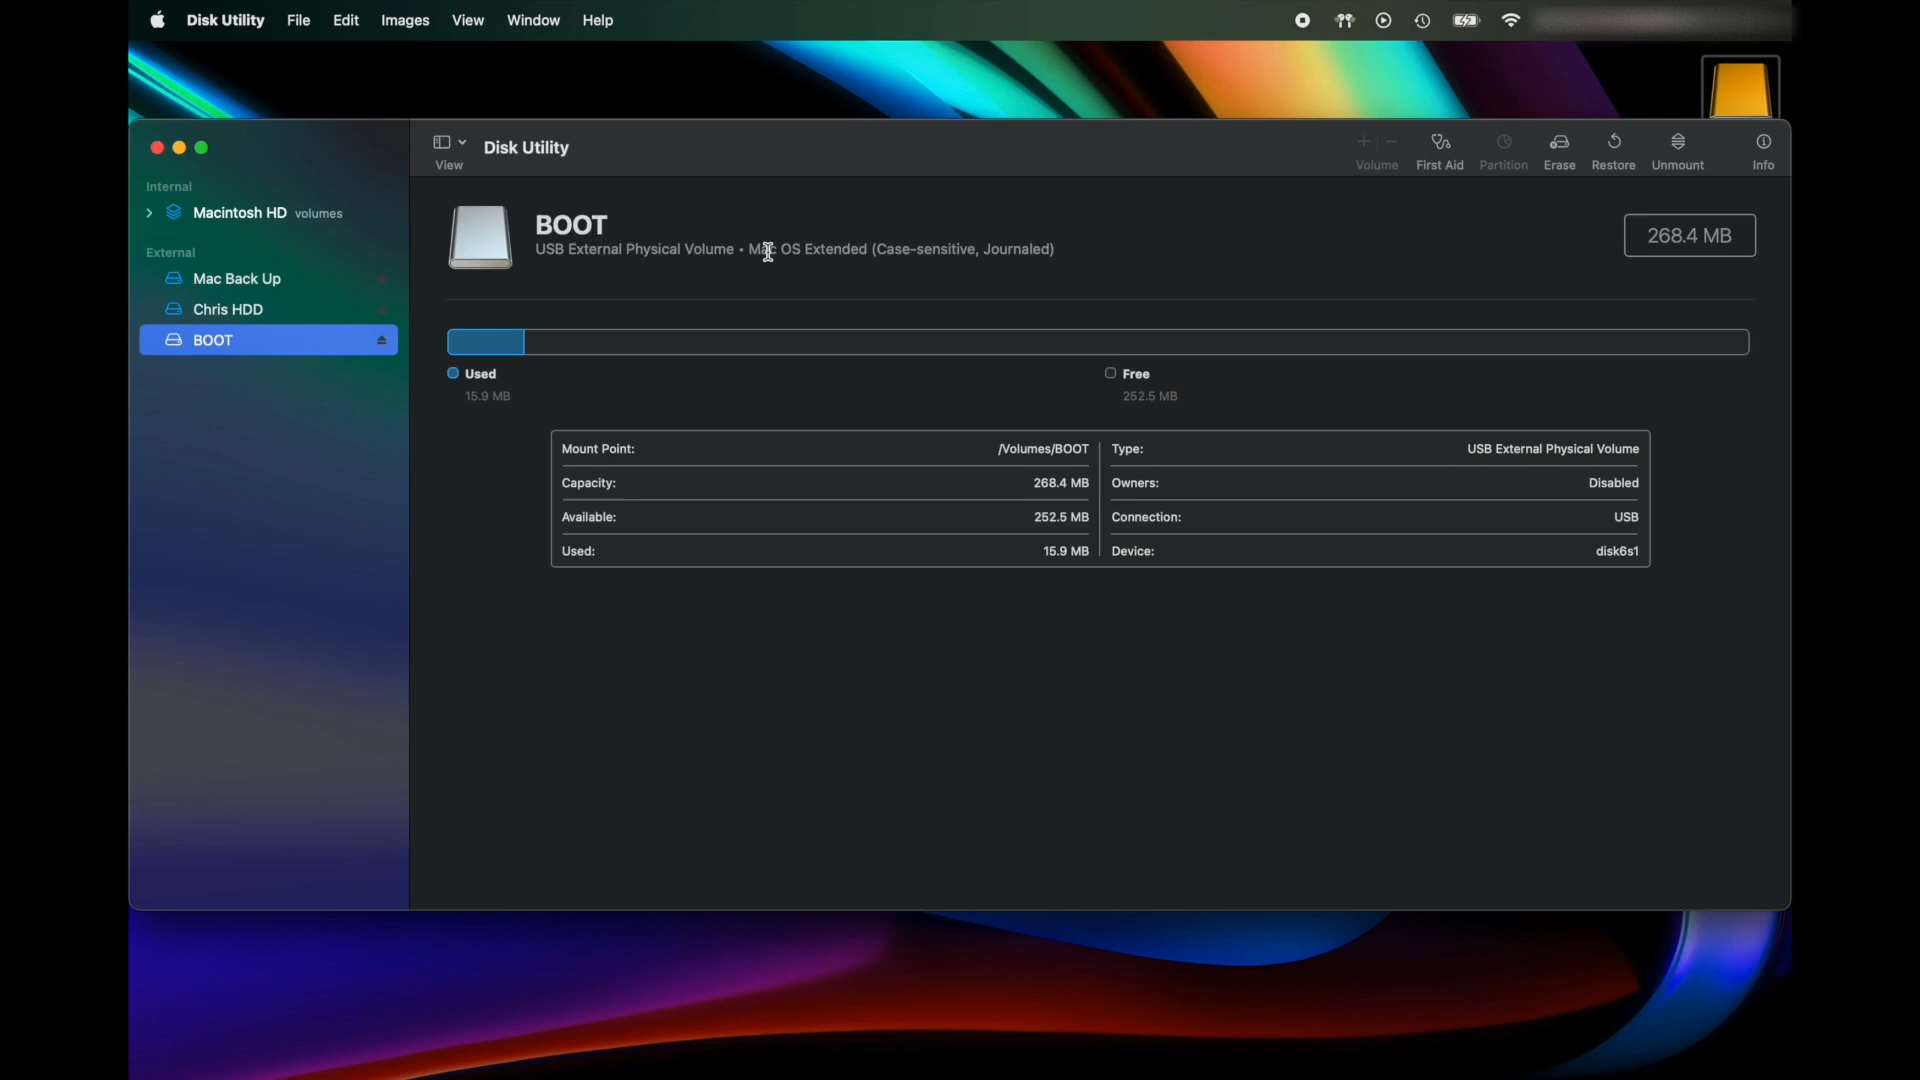 Disk Utility File Edit Images View Window Help
Disk Utility
View
Volume First Aid Partition Erase Restore Unmount Info
Internal
Macintosh HD volumes
External
Mac Back Up
Chris HDD
BOOT
BOOT
USB External Physical Volume • Mac OS Extended (Case-sensitive, Journaled)
268.4 MB
Used
15.9 MB
Free
252.5 MB
Mount Point: /Volumes/BOOT
Capacity: 268.4 MB
Available: 252.5 MB
Used: 15.9 MB
Type: USB External Physical Volume
Owners: Disabled
Connection: USB
Device: disk6s1